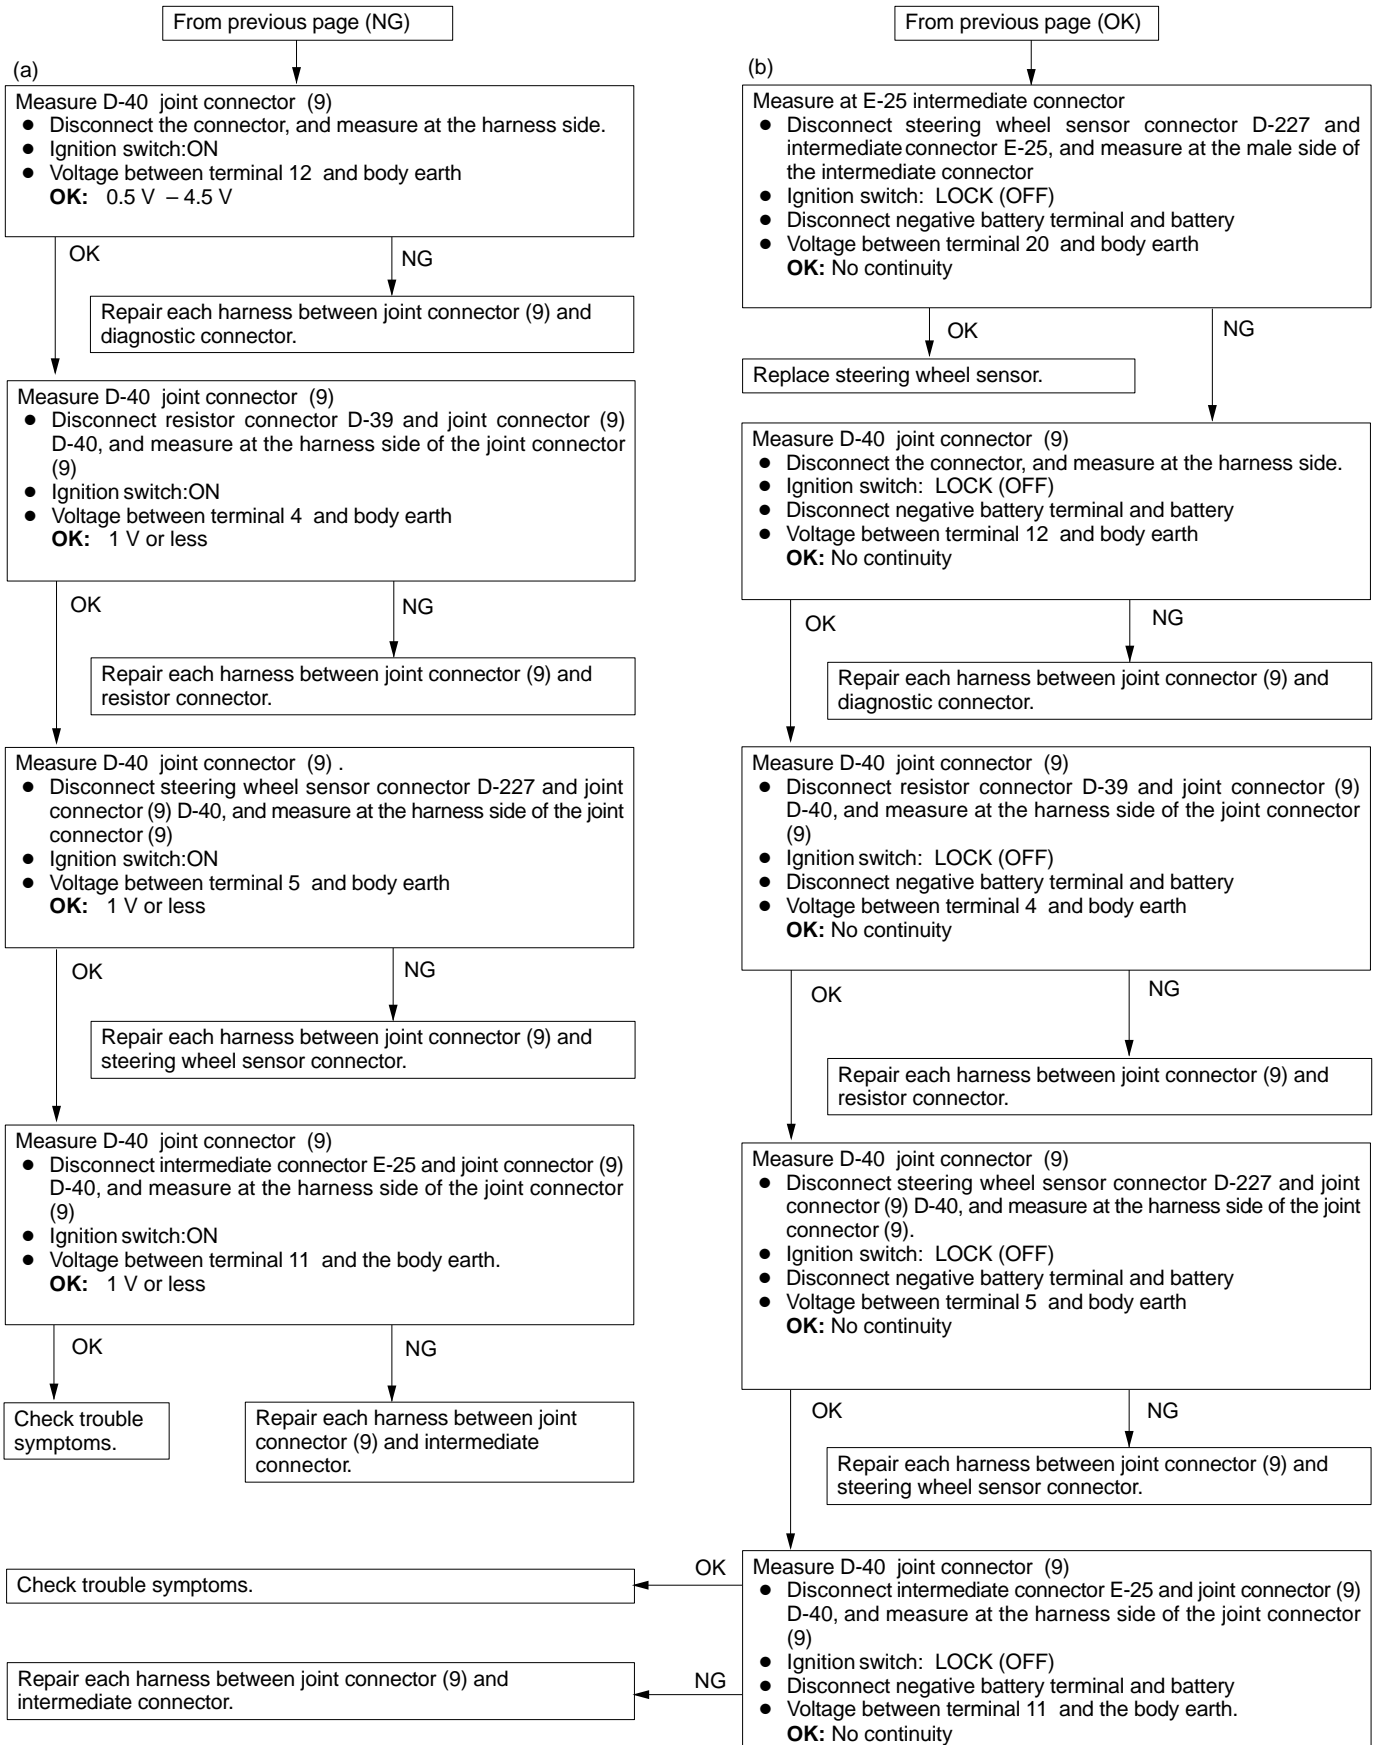 From previous page (NG)
(a)
Measure D-40 joint connector (9)
● Disconnect the connector, and measure at the harness side.
● Ignition switch:ON
● Voltage between terminal 12 and body earth
OK: 0.5 V – 4.5 V
OK
NG
Repair each harness between joint connector (9) and
diagnostic connector.
Measure D-40 joint connector (9)
● Disconnect resistor connector D-39 and joint connector (9)
D-40, and measure at the harness side of the joint connector
(9)
● Ignition switch:ON
● Voltage between terminal 4 and body earth
OK: 1 V or less
OK
NG
Repair each harness between joint connector (9) and
resistor connector.
Measure D-40 joint connector (9) .
● Disconnect steering wheel sensor connector D-227 and joint
connector (9) D-40, and measure at the harness side of the joint
connector (9)
● Ignition switch:ON
● Voltage between terminal 5 and body earth
OK: 1 V or less
OK
NG
Repair each harness between joint connector (9) and
steering wheel sensor connector.
Measure D-40 joint connector (9)
● Disconnect intermediate connector E-25 and joint connector (9)
D-40, and measure at the harness side of the joint connector
(9)
● Ignition switch:ON
● Voltage between terminal 11 and the body earth.
OK: 1 V or less
OK
NG
Check trouble
symptoms.
Repair each harness between joint
connector (9) and intermediate
connector.
From previous page (OK)
(b)
Measure at E-25 intermediate connector
● Disconnect steering wheel sensor connector D-227 and
intermediate connector E-25, and measure at the male side of
the intermediate connector
● Ignition switch: LOCK (OFF)
● Disconnect negative battery terminal and battery
● Voltage between terminal 20 and body earth
OK: No continuity
OK
NG
Replace steering wheel sensor.
Measure D-40 joint connector (9)
● Disconnect the connector, and measure at the harness side.
● Ignition switch: LOCK (OFF)
● Disconnect negative battery terminal and battery
● Voltage between terminal 12 and body earth
OK: No continuity
OK
NG
Repair each harness between joint connector (9) and
diagnostic connector.
Measure D-40 joint connector (9)
● Disconnect resistor connector D-39 and joint connector (9)
D-40, and measure at the harness side of the joint connector
(9)
● Ignition switch: LOCK (OFF)
● Disconnect negative battery terminal and battery
● Voltage between terminal 4 and body earth
OK: No continuity
OK
NG
Repair each harness between joint connector (9) and
resistor connector.
Measure D-40 joint connector (9)
● Disconnect steering wheel sensor connector D-227 and joint
connector (9) D-40, and measure at the harness side of the joint
connector (9).
● Ignition switch: LOCK (OFF)
● Disconnect negative battery terminal and battery
● Voltage between terminal 5 and body earth
OK: No continuity
OK
NG
Repair each harness between joint connector (9) and
steering wheel sensor connector.
Measure D-40 joint connector (9)
● Disconnect intermediate connector E-25 and joint connector (9)
D-40, and measure at the harness side of the joint connector
(9)
● Ignition switch: LOCK (OFF)
● Disconnect negative battery terminal and battery
● Voltage between terminal 11 and the body earth.
OK: No continuity
OK
Check trouble symptoms.
NG
Repair each harness between joint connector (9) and
intermediate connector.